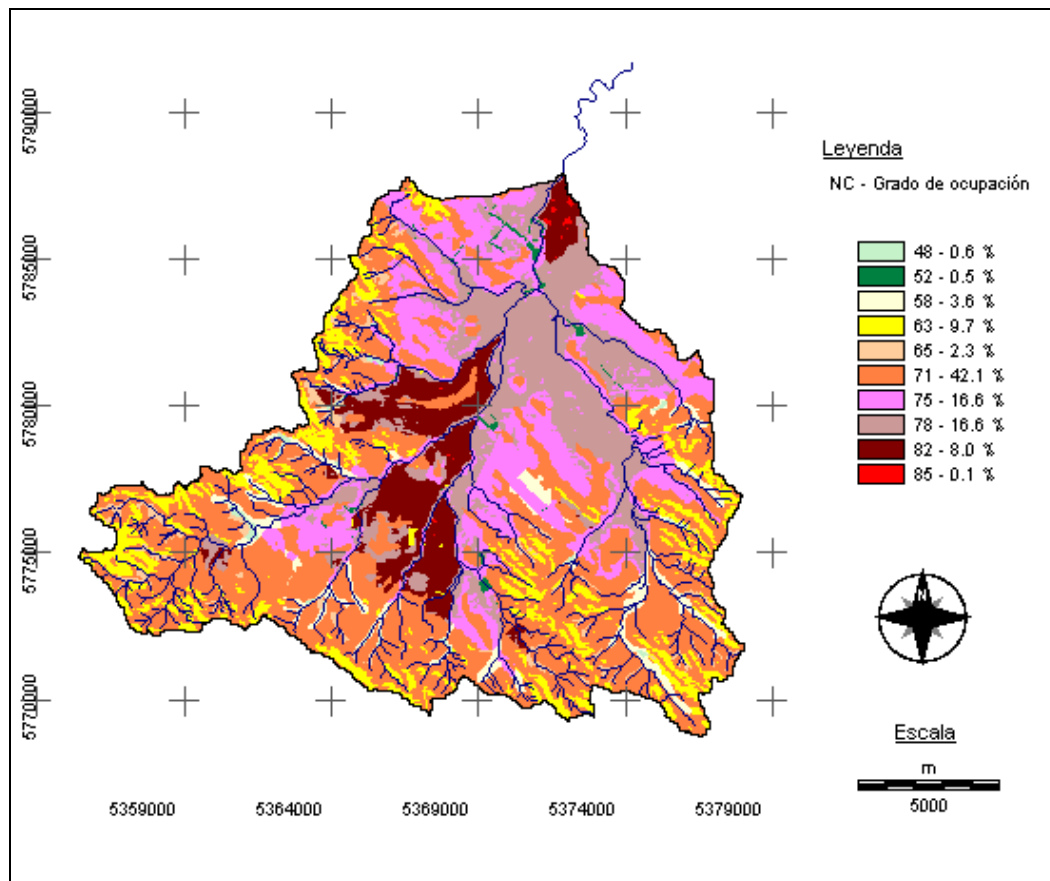 5790000
5785000
5780000
5775000
5770000
5359000 5364000 5369000 5374000 5379000
Leyenda
NC - Grado de ocupación
48 - 0.6 %
52 - 0.5 %
58 - 3.6 %
63 - 9.7 %
65 - 2.3 %
71 - 42.1 %
75 - 16.6 %
78 - 16.6 %
82 - 8.0 %
85 - 0.1 %
N
Escala
m
5000